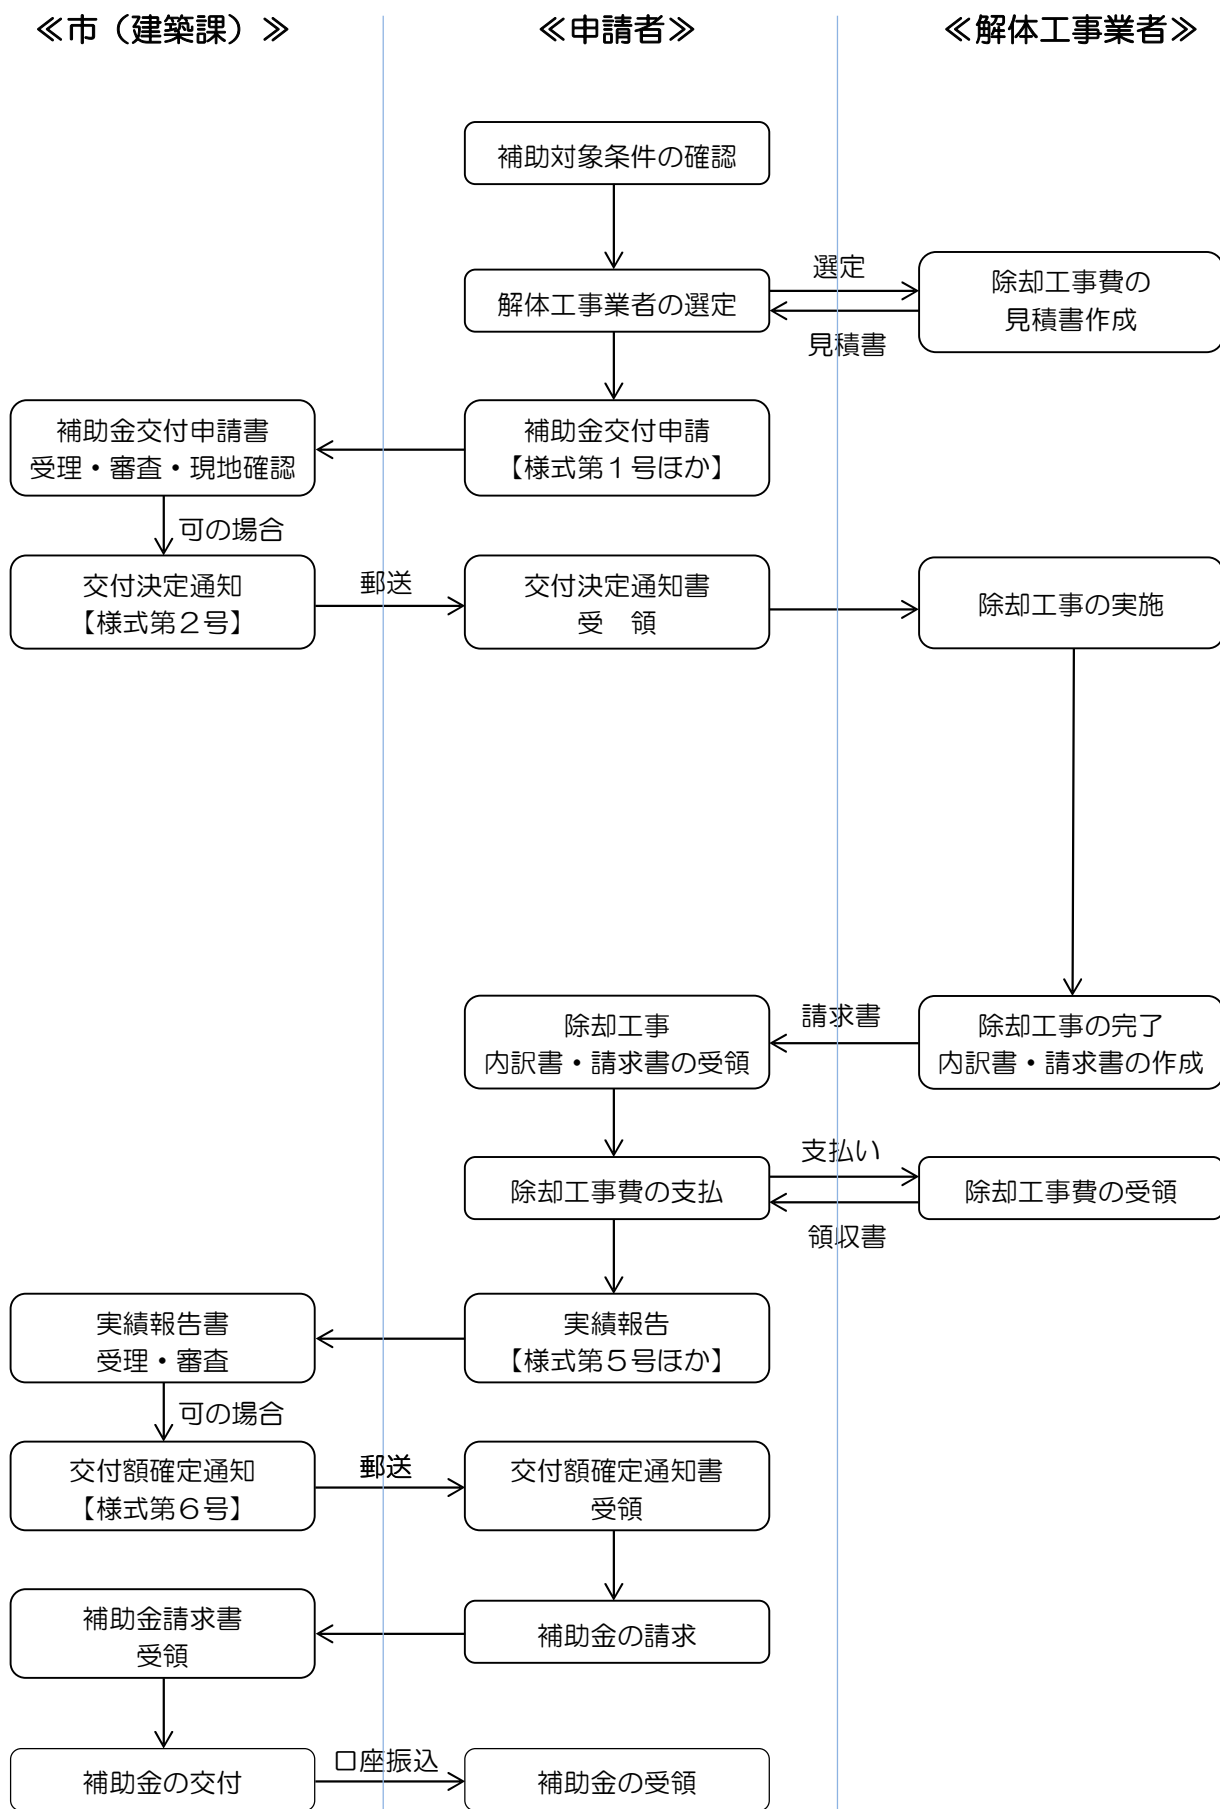 ≪市（建築課）≫
≪申請者≫
≪解体工事業者≫
補助対象条件の確認
解体工事業者の選定
選定
見積書
除却工事費の
見積書作成
補助金交付申請
【様式第１号ほか】
補助金交付申請書
受理・審査・現地確認
可の場合
交付決定通知
【様式第２号】
郵送
交付決定通知書
受　領
除却工事の実施
除却工事の完了
内訳書・請求書の作成
請求書
除却工事
内訳書・請求書の受領
除却工事費の支払
支払い
領収書
除却工事費の受領
実績報告
【様式第５号ほか】
実績報告書
受理・審査
可の場合
交付額確定通知
【様式第６号】
郵送
交付額確定通知書
受領
補助金の請求
補助金請求書
受領
補助金の交付
口座振込
補助金の受領